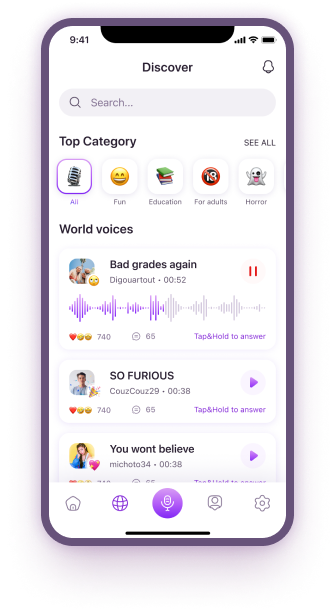 9:41
Discover
Search...
Top Category
SEE ALL
18
All
Fun
Education
For adults
Horror
World voices
Bad grades again
Digouartout • 00:52
740
65
Tap&Hold to answer
SO FURIOUS
CouzCouz29 • 00:38
740
65
Tap&Hold to answer
You wont believe
michoto34 • 00:38